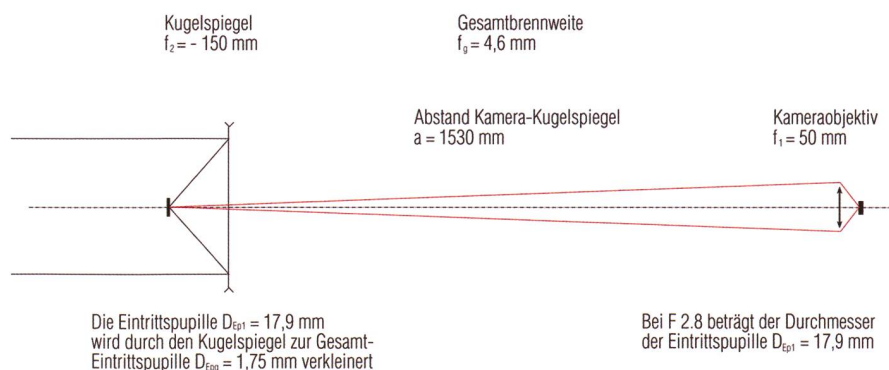 Kugelspiegel
f₂ = - 150 mm
Gesamtbrennweite
f₉ = 4,6 mm
Abstand Kamera-Kugelspiegel
a = 1530 mm
Kameraobjektiv
f₁ = 50 mm
Die Eintrittspupille D_Ep1 = 17,9 mm
wird durch den Kugelspiegel zur Gesamt-
Eintrittspupille D_Epg = 1,75 mm verkleinert
Bei F 2.8 beträgt der Durchmesser
der Eintrittspupille D_Ep1 = 17,9 mm